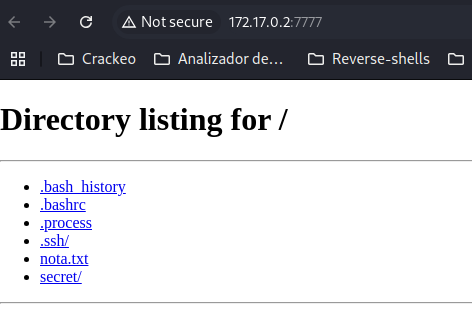 Not secure 172.17.0.2:7777
Crackeo Analizador de... Reverse-shells
Directory listing for /
.bash_history
.bashrc
.process
.ssh/
nota.txt
secret/